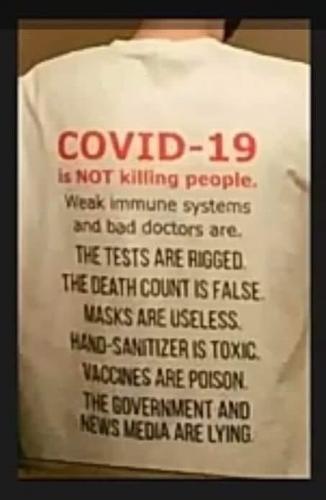 COVID-19
is NOT killing people.
Weak immune systems
and bad doctors are.
THE TESTS ARE RIGGED.
THE DEATH COUNT IS FALSE.
MASKS ARE USELESS.
HAND-SANITIZER IS TOXIC.
VACCINES ARE POISON.
THE GOVERNMENT AND
NEWS MEDIA ARE LYING.